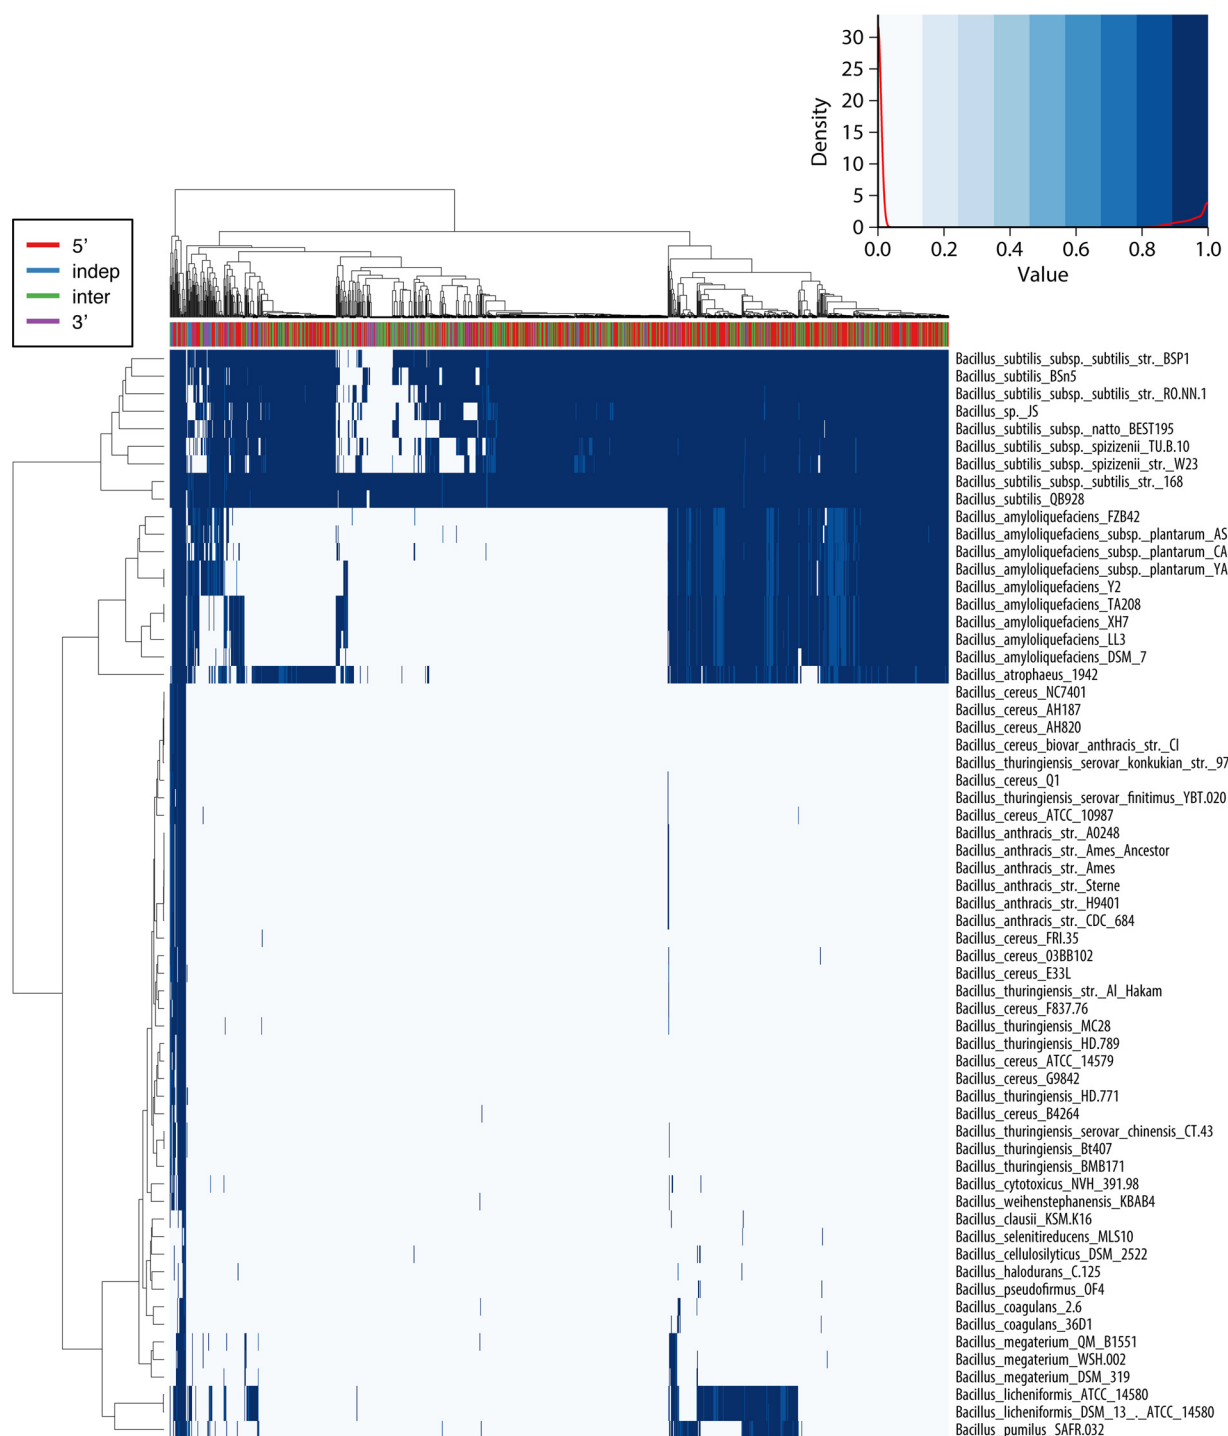 30
25
20
15
10
5
0
Density
0.0 0.2 0.4 0.6 0.8 1.0
Value
5’
indep
inter
3’
Bacillus_subtilis_subsp._subtilis_str._BSP1
Bacillus_subtilis_BSn5
Bacillus_subtilis_subsp._subtilis_str._RO.NN.1
Bacillus_sp._JS
Bacillus_subtilis_subsp._natto_BEST195
Bacillus_subtilis_subsp._spizizenii_TU.B.10
Bacillus_subtilis_subsp._spizizenii_str._W23
Bacillus_subtilis_subsp._subtilis_str._168
Bacillus_subtilis_QB928
Bacillus_amyloliquefaciens_FZB42
Bacillus_amyloliquefaciens_subsp._plantarum_AS
Bacillus_amyloliquefaciens_subsp._plantarum_CA
Bacillus_amyloliquefaciens_subsp._plantarum_YA
Bacillus_amyloliquefaciens_Y2
Bacillus_amyloliquefaciens_TA208
Bacillus_amyloliquefaciens_XH7
Bacillus_amyloliquefaciens_LL3
Bacillus_amyloliquefaciens_DSM_7
Bacillus_atrophaeus_1942
Bacillus_cereus_NC7401
Bacillus_cereus_AH187
Bacillus_cereus_AH820
Bacillus_cereus_biovar_anthracis_str._CI
Bacillus_thuringiensis_serovar_konkukian_str._97
Bacillus_cereus_Q1
Bacillus_thuringiensis_serovar_finitimus_YBT.020
Bacillus_cereus_ATCC_10987
Bacillus_anthracis_str._A0248
Bacillus_anthracis_str._Ames_Ancestor
Bacillus_anthracis_str._Ames
Bacillus_anthracis_str._Sterne
Bacillus_anthracis_str._H9401
Bacillus_anthracis_str._CDC_684
Bacillus_cereus_FRI.35
Bacillus_cereus_03BB102
Bacillus_cereus_E33L
Bacillus_thuringiensis_str._Al_Hakam
Bacillus_cereus_F837.76
Bacillus_thuringiensis_MC28
Bacillus_thuringiensis_HD.789
Bacillus_cereus_ATCC_14579
Bacillus_cereus_G9842
Bacillus_thuringiensis_HD.771
Bacillus_cereus_B4264
Bacillus_thuringiensis_serovar_chinensis_CT.43
Bacillus_thuringiensis_Bt407
Bacillus_thuringiensis_BMB171
Bacillus_cytotoxicus_NVH_391.98
Bacillus_weihenstephanensis_KBAB4
Bacillus_clausii_KSM.K16
Bacillus_selenitireducens_MLS10
Bacillus_cellulosilyticus_DSM_2522
Bacillus_halodurans_C.125
Bacillus_pseudofirmus_OF4
Bacillus_coagulans_2.6
Bacillus_coagulans_36D1
Bacillus_megaterium_QM_B1551
Bacillus_megaterium_WSH.002
Bacillus_megaterium_DSM_319
Bacillus_licheniformis_ATCC_14580
Bacillus_licheniformis_DSM_13_._ATCC_14580
Bacillus_pumilus_SAFR.032